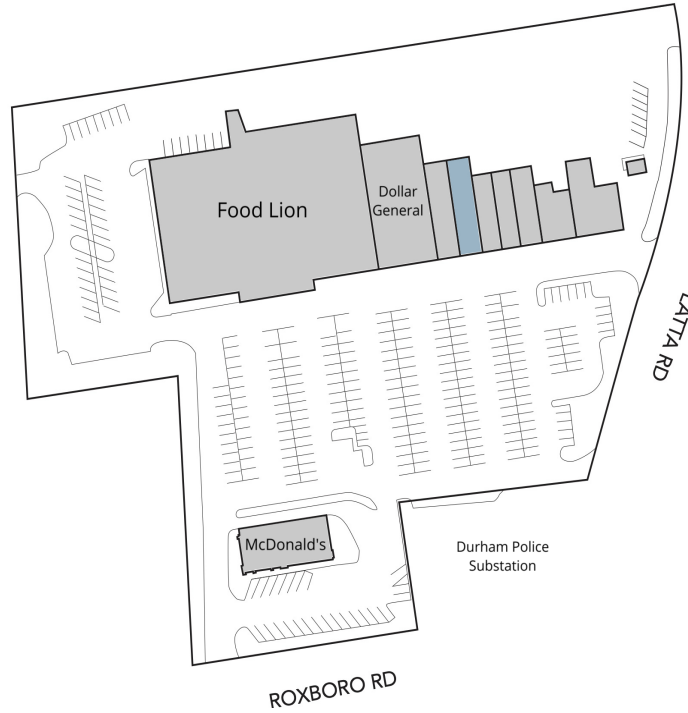 Food Lion
Dollar
General
LATTA RD
McDonald's
Durham Police
Substation
ROXBORO RD